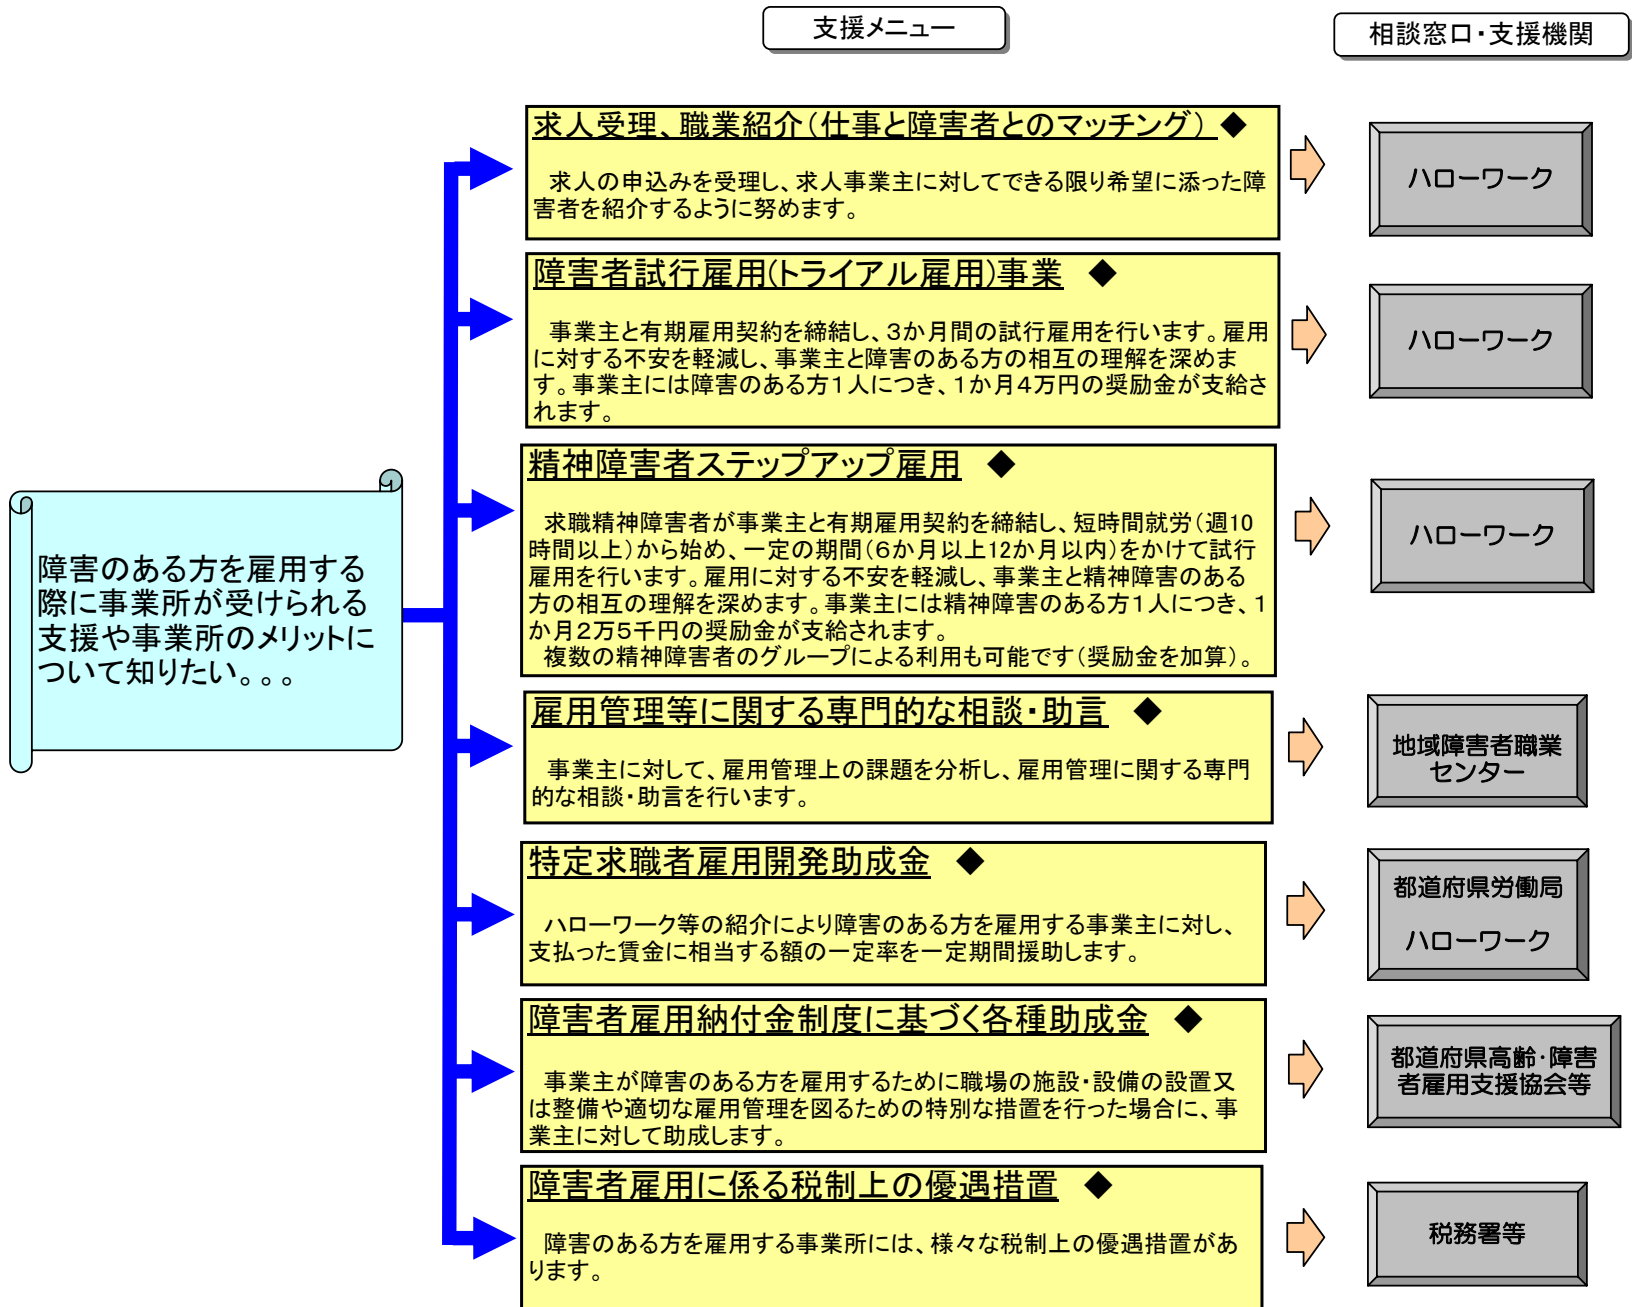 支援メニュー
相談窓口・支援機関
障害のある方を雇用する
際に事業所が受けられる
支援や事業所のメリットに
ついて知りたい。。。
求人受理、職業紹介(仕事と障害者とのマッチング) ◆
求人の申込みを受理し、求人事業主に対してできる限り希望に添った障
害者を紹介するように努めます。
ハローワーク
障害者試行雇用(トライアル雇用)事業 ◆
事業主と有期雇用契約を締結し、3か月間の試行雇用を行います。雇用
に対する不安を軽減し、事業主と障害のある方の相互の理解を深めま
す。事業主には障害のある方1人につき、1か月4万円の奨励金が支給さ
れます。
ハローワーク
精神障害者ステップアップ雇用 ◆
求職精神障害者が事業主と有期雇用契約を締結し、短時間就労(週10
時間以上)から始め、一定の期間(6か月以上12か月以内)をかけて試行
雇用を行います。雇用に対する不安を軽減し、事業主と精神障害のある
方の相互の理解を深めます。事業主には精神障害のある方1人につき、1
か月2万5千円の奨励金が支給されます。
複数の精神障害者のグループによる利用も可能です(奨励金を加算)。
ハローワーク
雇用管理等に関する専門的な相談・助言 ◆
事業主に対して、雇用管理上の課題を分析し、雇用管理に関する専門
的な相談・助言を行います。
地域障害者職業
センター
特定求職者雇用開発助成金 ◆
ハローワーク等の紹介により障害のある方を雇用する事業主に対し、
支払った賃金に相当する額の一定率を一定期間援助します。
都道府県労働局
ハローワーク
障害者雇用納付金制度に基づく各種助成金 ◆
事業主が障害のある方を雇用するために職場の施設・設備の設置又
は整備や適切な雇用管理を図るための特別な措置を行った場合に、事
業主に対して助成します。
都道府県高齢・障害
者雇用支援協会等
障害者雇用に係る税制上の優遇措置 ◆
障害のある方を雇用する事業所には、様々な税制上の優遇措置があ
ります。
税務署等